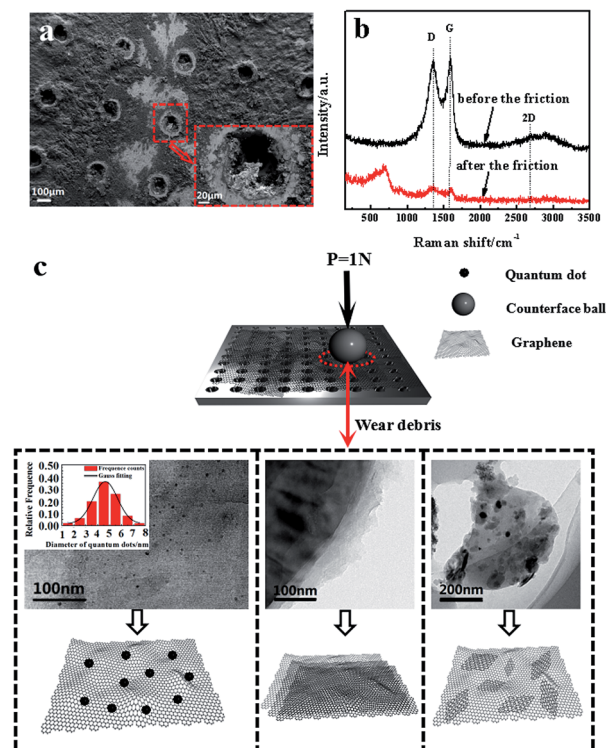 a
100μm
20μm
b
D
G
Intensity/a.u.
before the friction
2D
after the friction
500 1000 1500 2000 2500 3000 3500
Raman shift/cm-1
c
P=1N
Quantum dot
Counterface ball
Graphene
Wear debris
Relative Frequence
0.50
0.40
0.30
0.20
0.10
0.00
Frequence counts
Gauss fitting
1 2 3 4 5 6 7 8
Diameter of quantum dots/nm
100nm
100nm
200nm